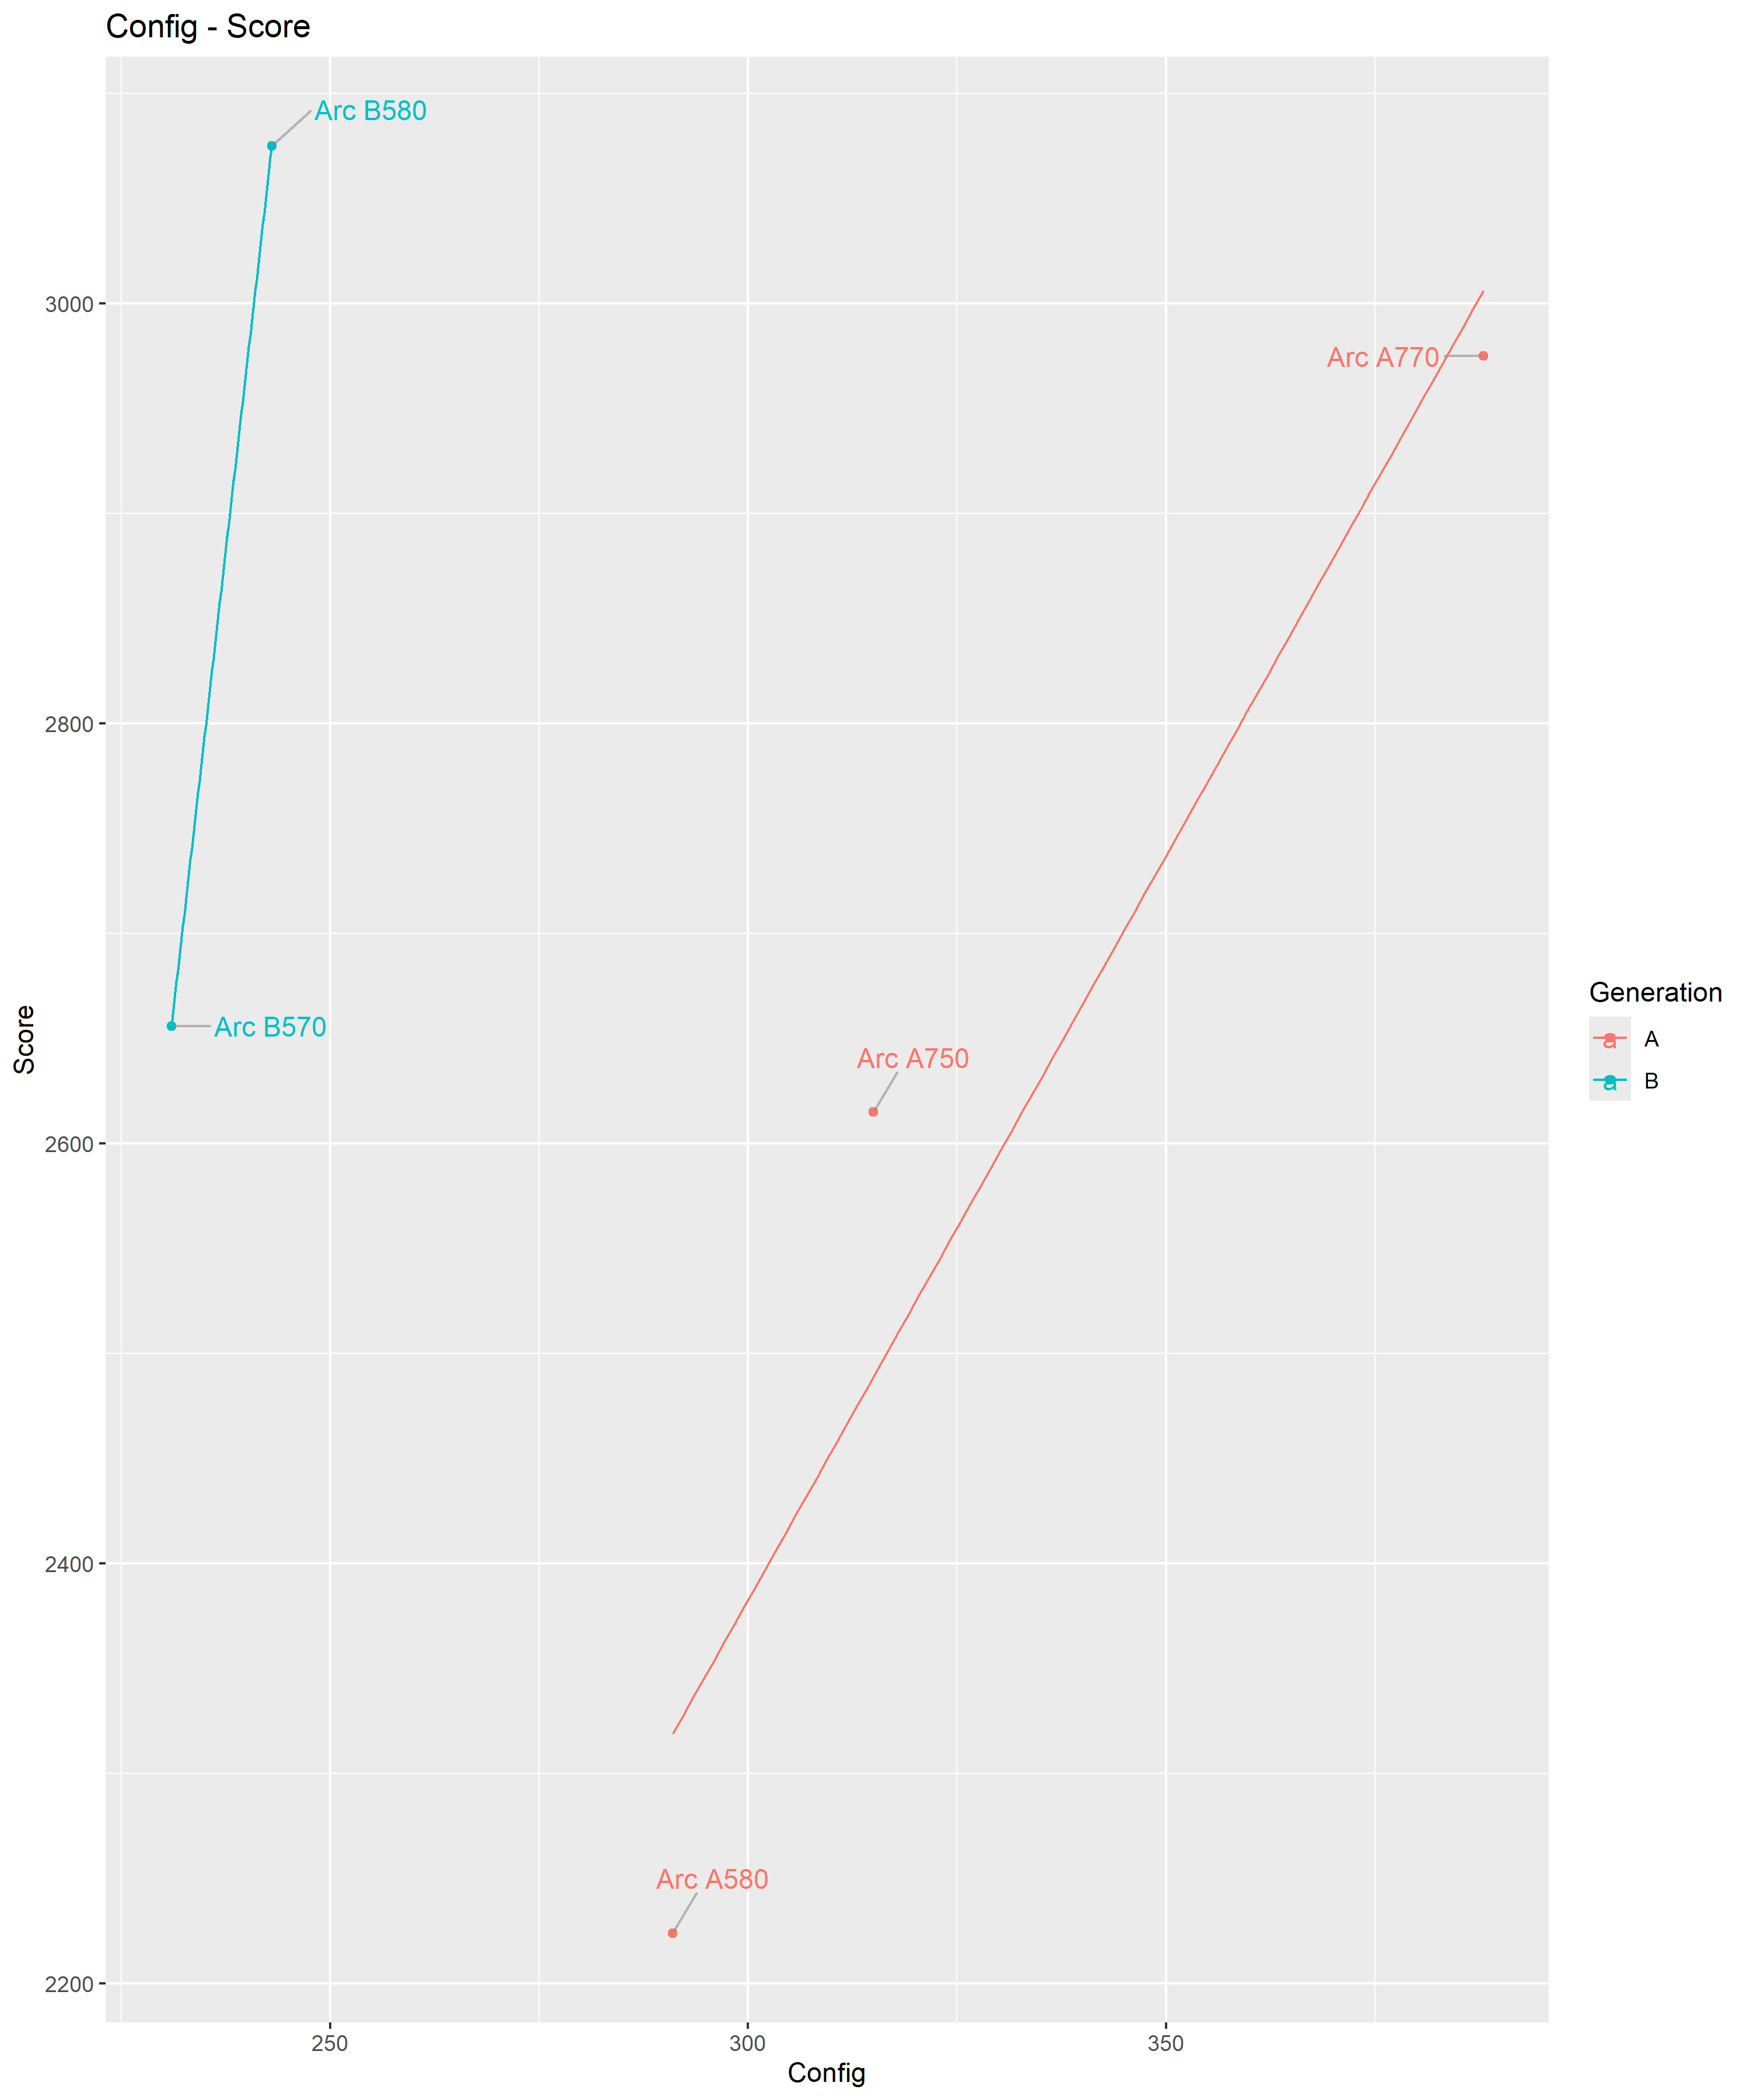 Config - Score
Arc B580
3000
Arc A770
2800
Arc B570
Arc A750
Score
2600
Generation
a A
a B
2400
Arc A580
2200
250 300 350
Config